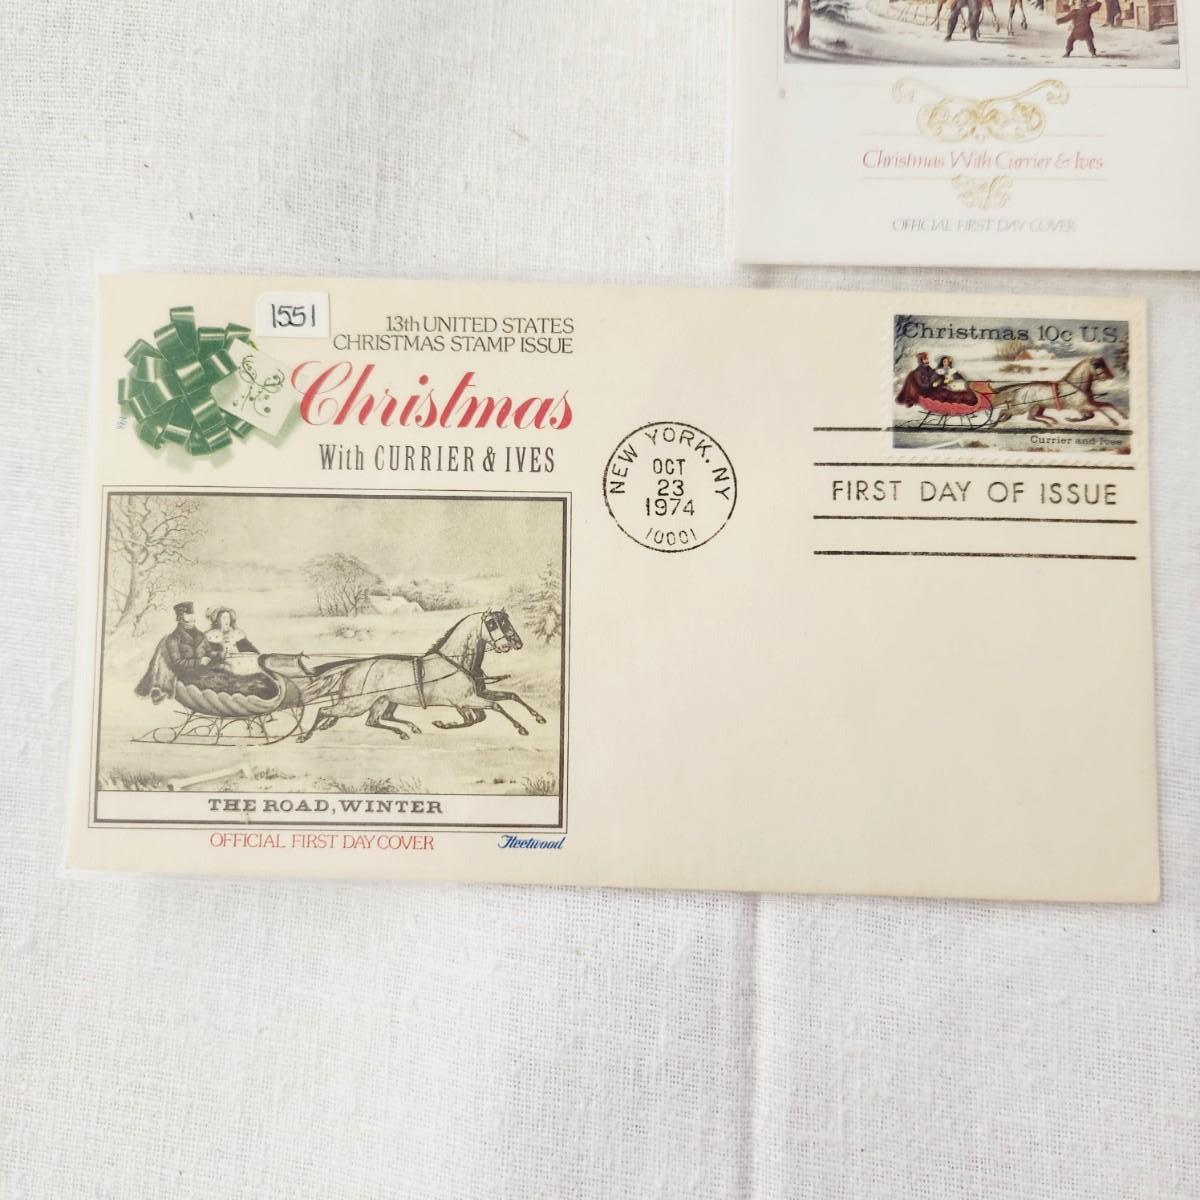 Christmas With Currier & Ives
OFFICIAL FIRST DAY COVER
1551
13th UNITED STATES
CHRISTMAS STAMP ISSUE
Christmas
With CURRIER & IVES
THE ROAD, WINTER
OFFICIAL FIRST DAY COVER
Fleetwood
NEW YORK, NY
OCT
23
1974
10001
Christmas 10c U.S.
Currier and Ives
FIRST DAY OF ISSUE